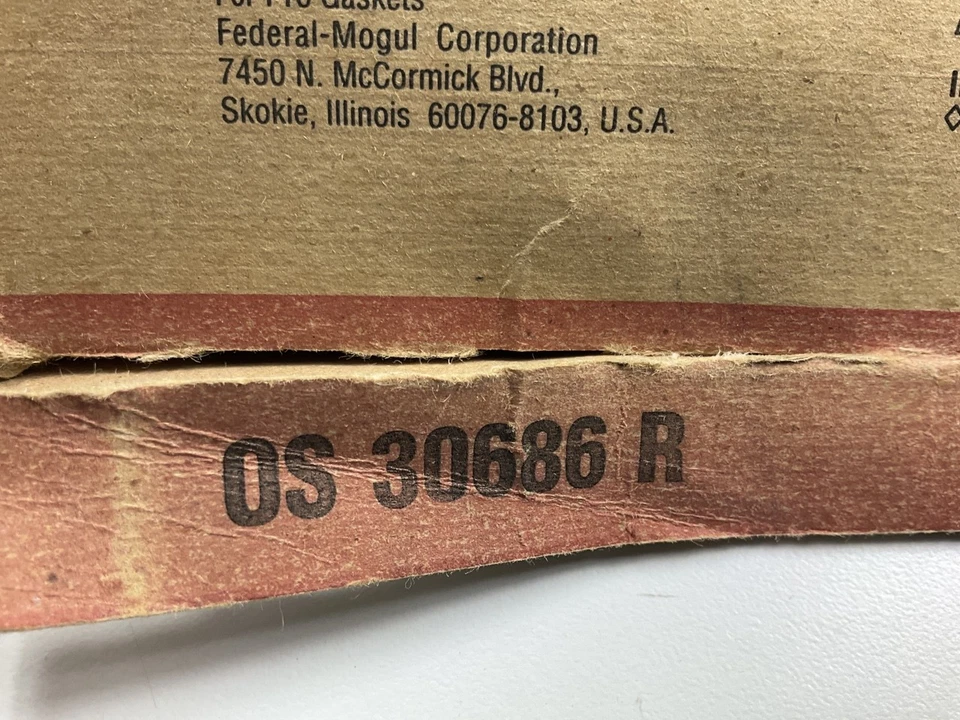 Federal-Mogul Corporation
7450 N. McCormick Blvd.,
Skokie, Illinois 60076-8103, U.S.A.
OS 30686 R